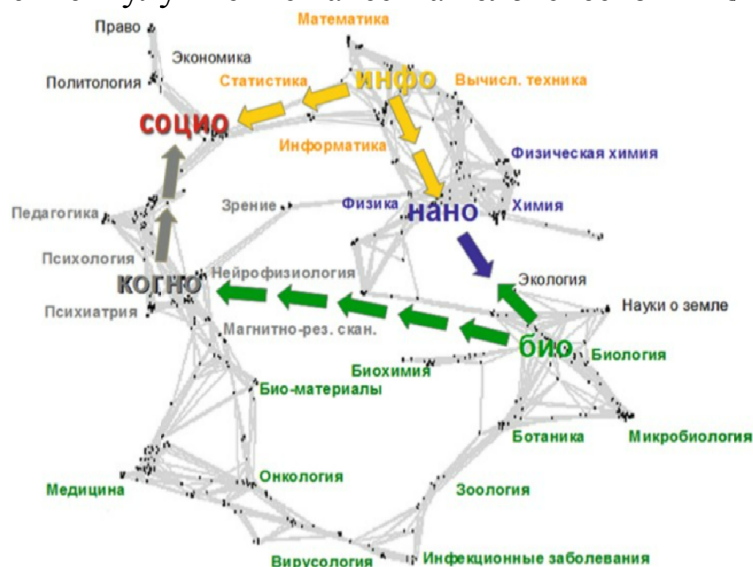 Математика
Право
Экономика
инфо
Политология
Статистика
Вычисл. техника
социо
Информатика
Физическая химия
Педагогика
Зрение
Физика
нано
Химия
Психология
Нейрофизиология
Экология
когно
Психиатрия
Науки о земле
Магнитно-рез. скан.
био
Биология
Биохимия
Био-материалы
Ботаника
Микробиология
Онкология
Медицина
Зоология
Вирусология
Инфекционные заболевания